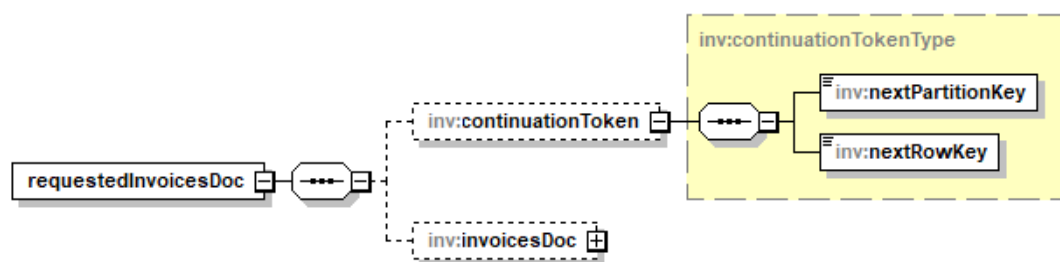 inv:continuationTokenType
inv:nextPartitionKey
inv:continuationToken
inv:nextRowKey
requestedInvoicesDoc
inv:invoicesDoc